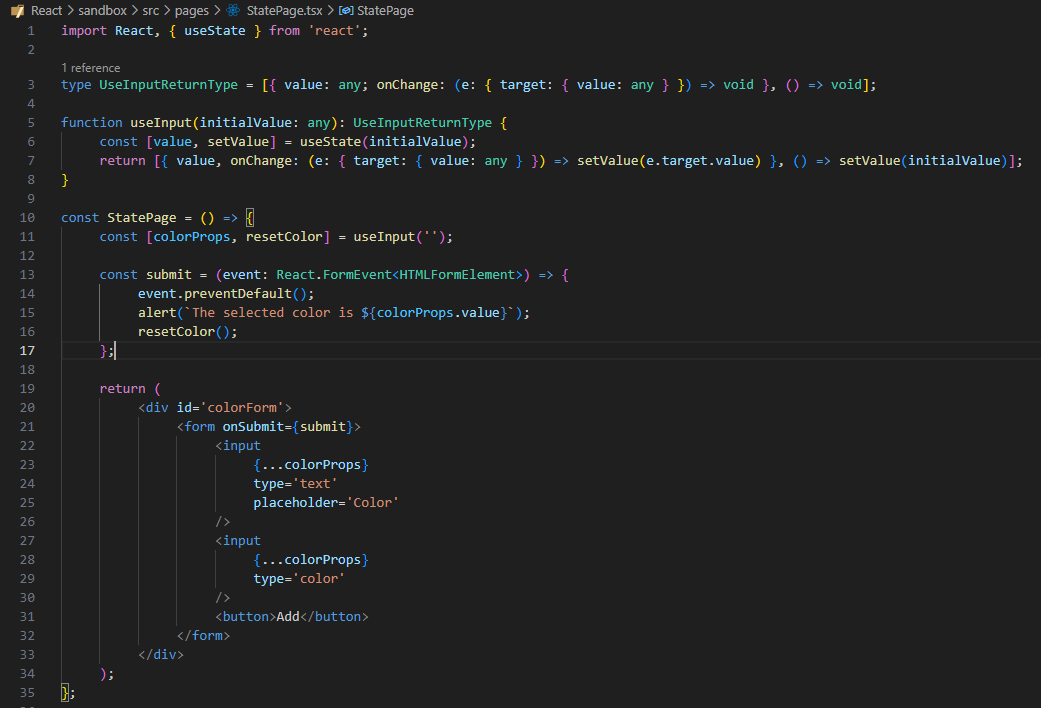 React > sandbox > src > pages > StatePage.tsx > StatePage
1 import React, { useState } from 'react';
2
1 reference
3 type UseInputReturnType = [{ value: any; onChange: (e: { target: { value: any } }) => void }, () => void];
4
5 function useInput(initialValue: any): UseInputReturnType {
6     const [value, setValue] = useState(initialValue);
7     return [{ value, onChange: (e: { target: { value: any } }) => setValue(e.target.value) }, () => setValue(initialValue)];
8 }
9
10 const StatePage = () => {
11     const [colorProps, resetColor] = useInput('');
12
13     const submit = (event: React.FormEvent<HTMLFormElement>) => {
14         event.preventDefault();
15         alert(`The selected color is ${colorProps.value}`);
16         resetColor();
17     };
18
19     return (
20         <div id='colorForm'>
21             <form onSubmit={submit}>
22                 <input
23                     {...colorProps}
24                     type='text'
25                     placeholder='Color'
26                 />
27                 <input
28                     {...colorProps}
29                     type='color'
30                 />
31                 <button>Add</button>
32             </form>
33         </div>
34     );
35 };